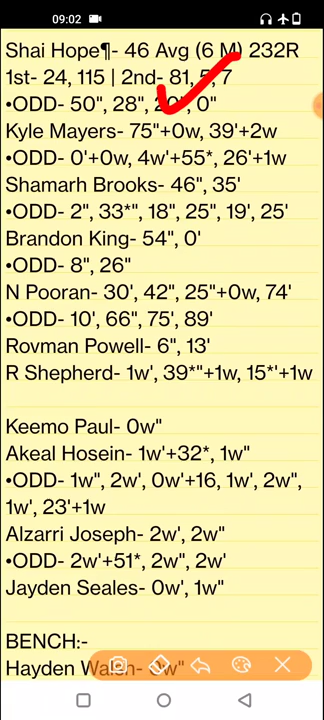 09:02
Shai Hope¶- 46 Avg (6 M) 232R
1st- 24, 115 | 2nd- 81, 5, 7
•ODD- 50", 28", 20', 0"
Kyle Mayers- 75"+0w, 39'+2w
•ODD- 0'+0w, 4w'+55*, 26'+1w
Shamarh Brooks- 46", 35'
•ODD- 2", 33*", 18", 25", 19', 25'
Brandon King- 54", 0'
•ODD- 8", 26"
N Pooran- 30', 42", 25"+0w, 74'
•ODD- 10', 66", 75', 89'
Rovman Powell- 6", 13'
R Shepherd- 1w', 39*"+1w, 15*'+1w
Keemo Paul- 0w"
Akeal Hosein- 1w'+32*, 1w"
•ODD- 1w", 2w', 0w'+16, 1w', 2w",
1w', 23'+1w
Alzarri Joseph- 2w', 2w"
•ODD- 2w'+51*, 2w", 2w'
Jayden Seales- 0w', 1w"
BENCH:-
Hayden Walsh- 0w"